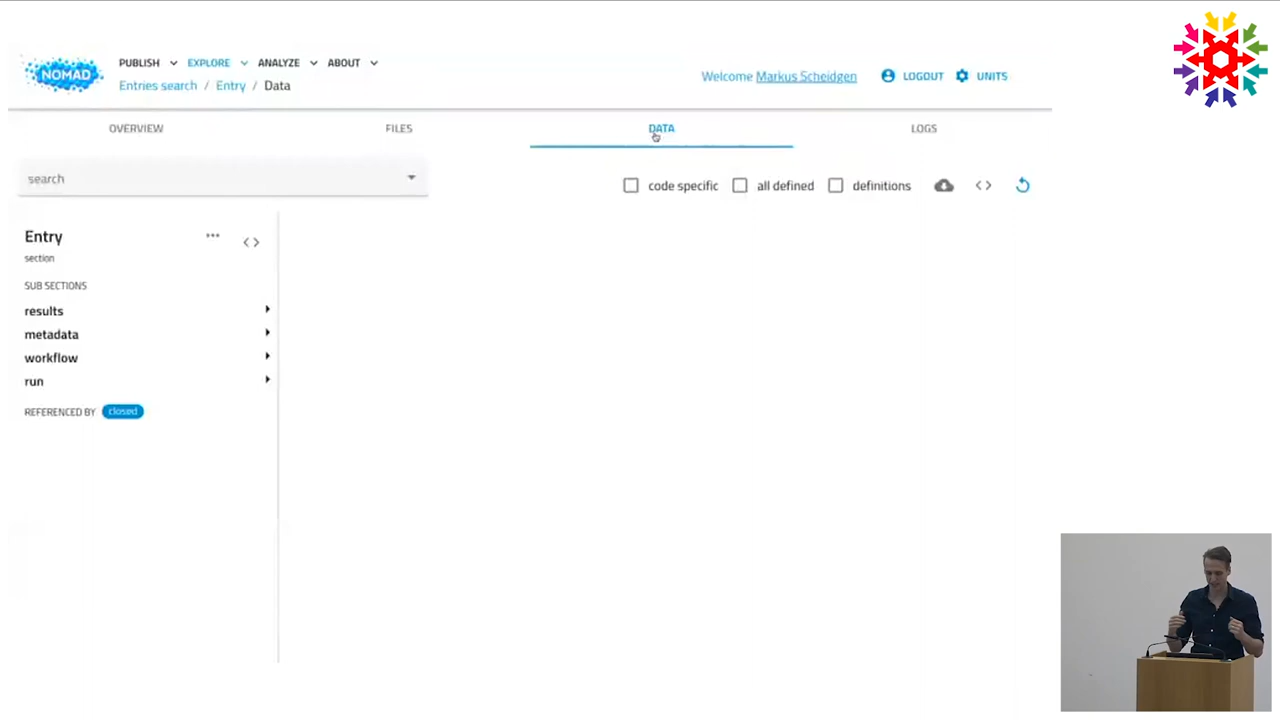 NOMAD
PUBLISH EXPLORE ANALYZE ABOUT
Entries search / Entry / Data
Welcome Markus Scheidgen LOGOUT UNITS
OVERVIEW FILES DATA LOGS
search
code specific all defined definitions
Entry
section
SUB SECTIONS
results
metadata
workflow
run
REFERENCED BY closed